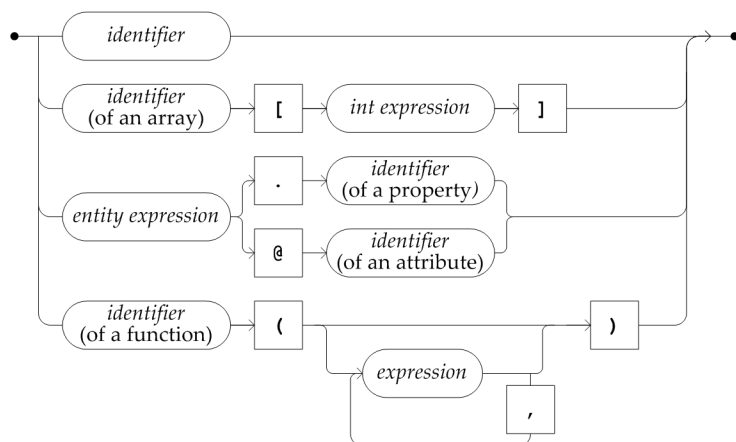 identifier
identifier
(of an array)
[
int expression
]
entity expression
.
identifier
(of a property)
@
identifier
(of an attribute)
identifier
(of a function)
(
expression
,
)